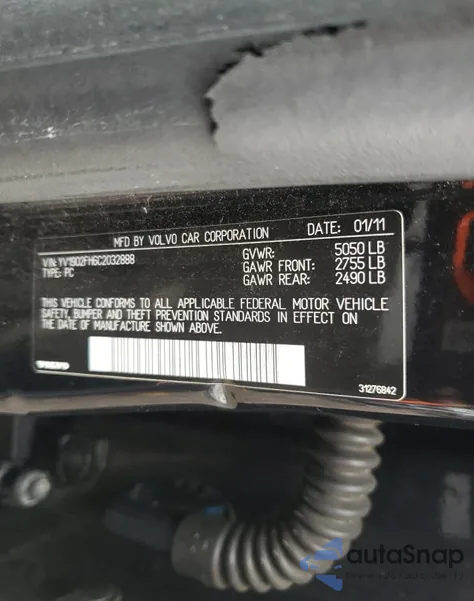 MFD BY VOLVO CAR CORPORATION DATE: 01/11
VIN: YV1902FH6C2032888 GVWR: 5050 LB
TYPE: PC GAWR FRONT: 2755 LB
GAWR REAR: 2490 LB
THIS VEHICLE CONFORMS TO ALL APPLICABLE FEDERAL MOTOR VEHICLE
SAFETY, BUMPER AND THEFT PREVENTION STANDARDS IN EFFECT ON
THE DATE OF MANUFACTURE SHOWN ABOVE.
VOLVO
31276842
autoSnap